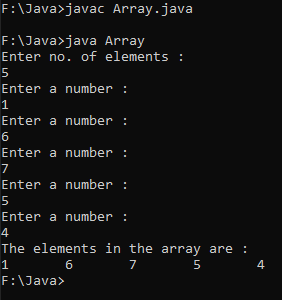 F:\Java>javac Array.java
F:\Java>java Array
Enter no. of elements :
5
Enter a number :
1
Enter a number :
6
Enter a number :
7
Enter a number :
5
Enter a number :
4
The elements in the array are :
1 6 7 5 4
F:\Java>